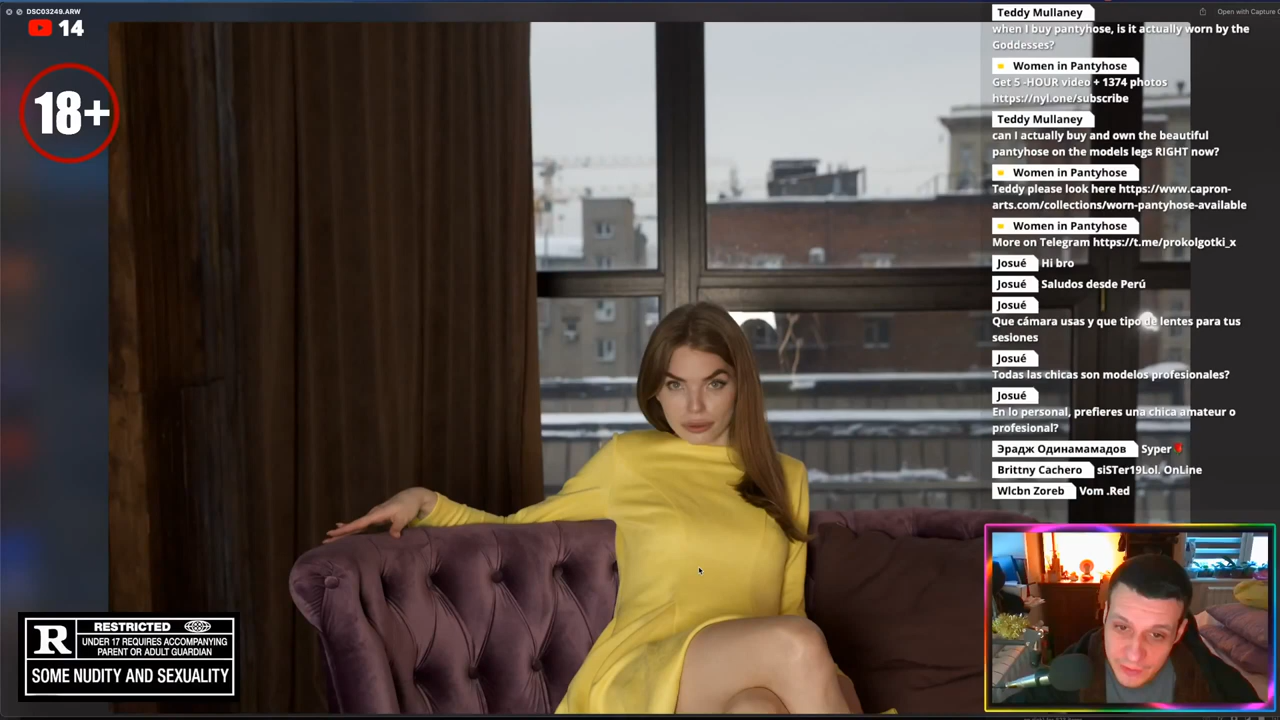 DSC03249.ARW
Open with Capture
14
18+
Teddy Mullaney
when I buy pantyhose, is it actually worn by the
Goddesses?
Women in Pantyhose
Get 5 -HOUR video + 1374 photos
https://nyl.one/subscribe
Teddy Mullaney
can I actually buy and own the beautiful
pantyhose on the models legs RIGHT now?
Women in Pantyhose
Teddy please look here https://www.capron-
arts.com/collections/worn-pantyhose-available
Women in Pantyhose
More on Telegram https://t.me/prokolgotki_x
Josué Hi bro
Josué Saludos desde Perú
Josué
Que cámara usas y que tipo de lentes para tus
sesiones
Josué
Todas las chicas son modelos profesionales?
Josué
En lo personal, prefieres una chica amateur o
profesional?
Эрадж Одинамамадов Syper
Brittny Cachero siSTer19Lol. OnLine
Wlcbn Zoreb Vom .Red
R
RESTRICTED
UNDER 17 REQUIRES ACCOMPANYING
PARENT OR ADULT GUARDIAN
SOME NUDITY AND SEXUALITY